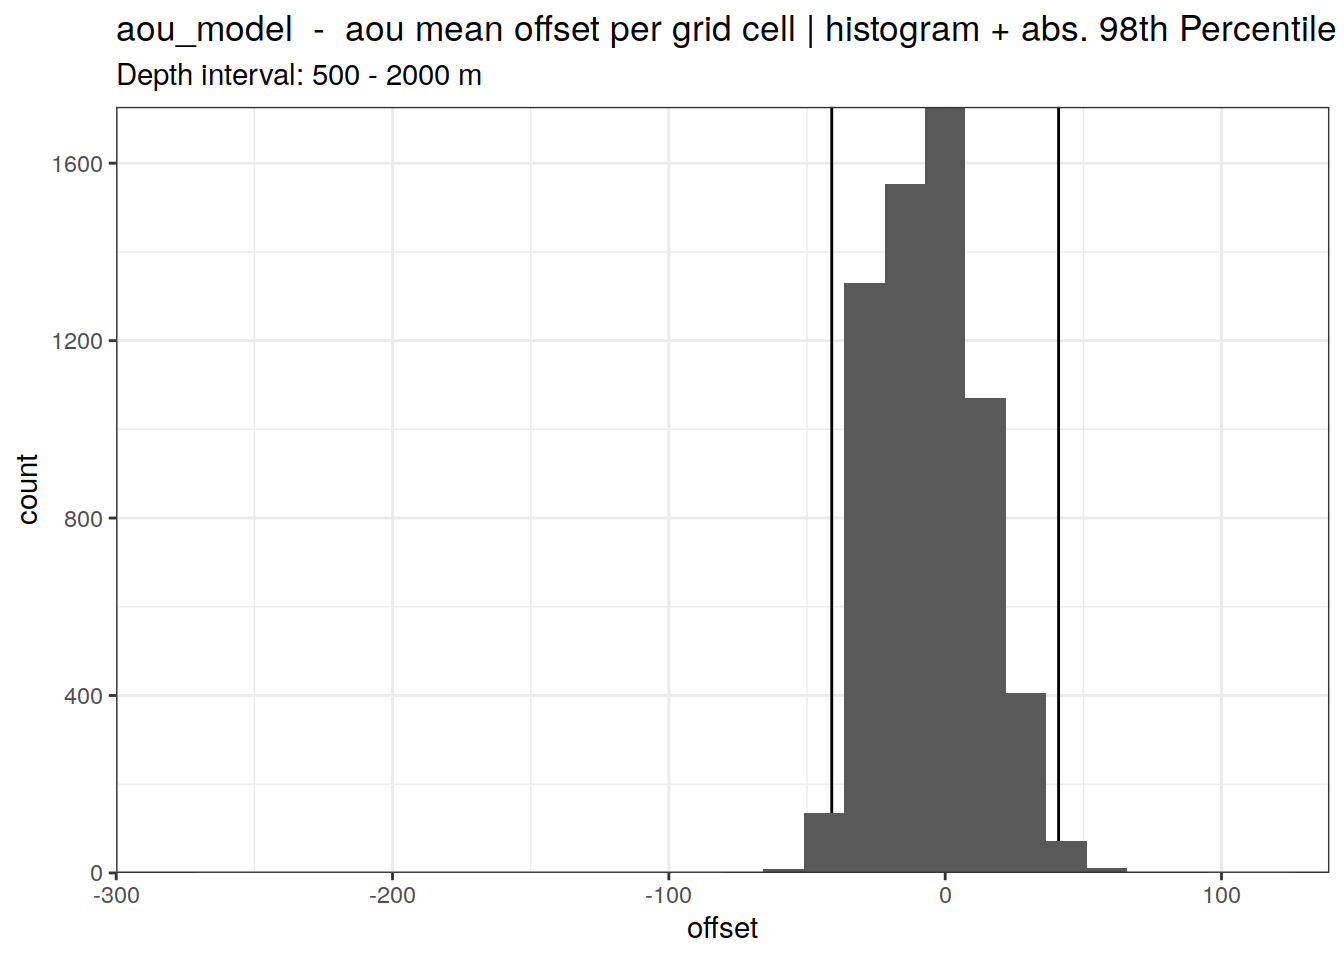 aou_model  -  aou mean offset per grid cell | histogram + abs. 98th Percentile
Depth interval: 500 - 2000 m
1600
1200
800
400
0
count
-300
-200
-100
0
100
offset